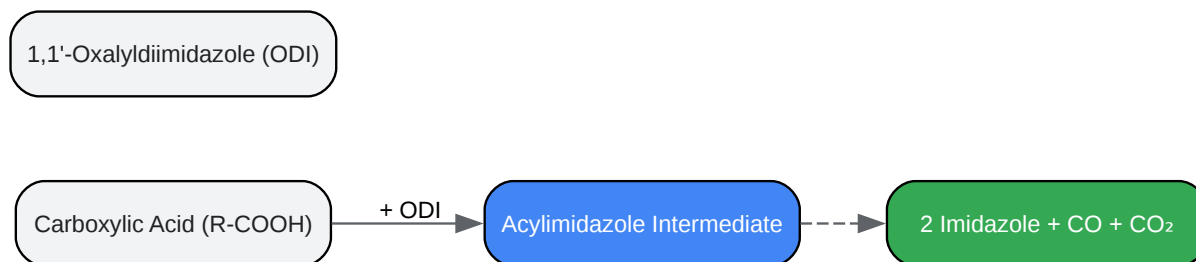 1,1'-Oxalyldiimidazole (ODI)
Carboxylic Acid (R-COOH)
+ ODI
Acylimidazole Intermediate
2 Imidazole + CO + CO₂